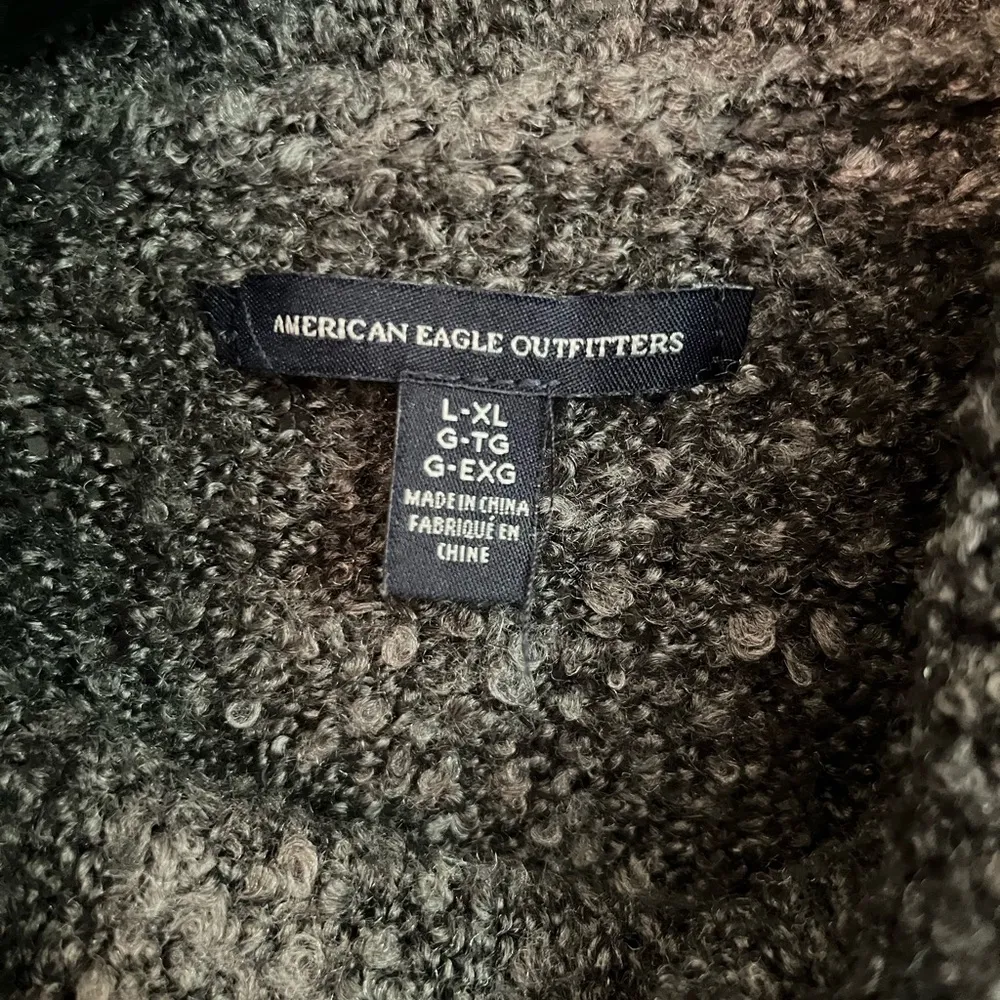 AMERICAN EAGLE OUTFITTERS
L-XL
G-TG
G-EXG
MADE IN CHINA
FABRIQUÉ EN
CHINE